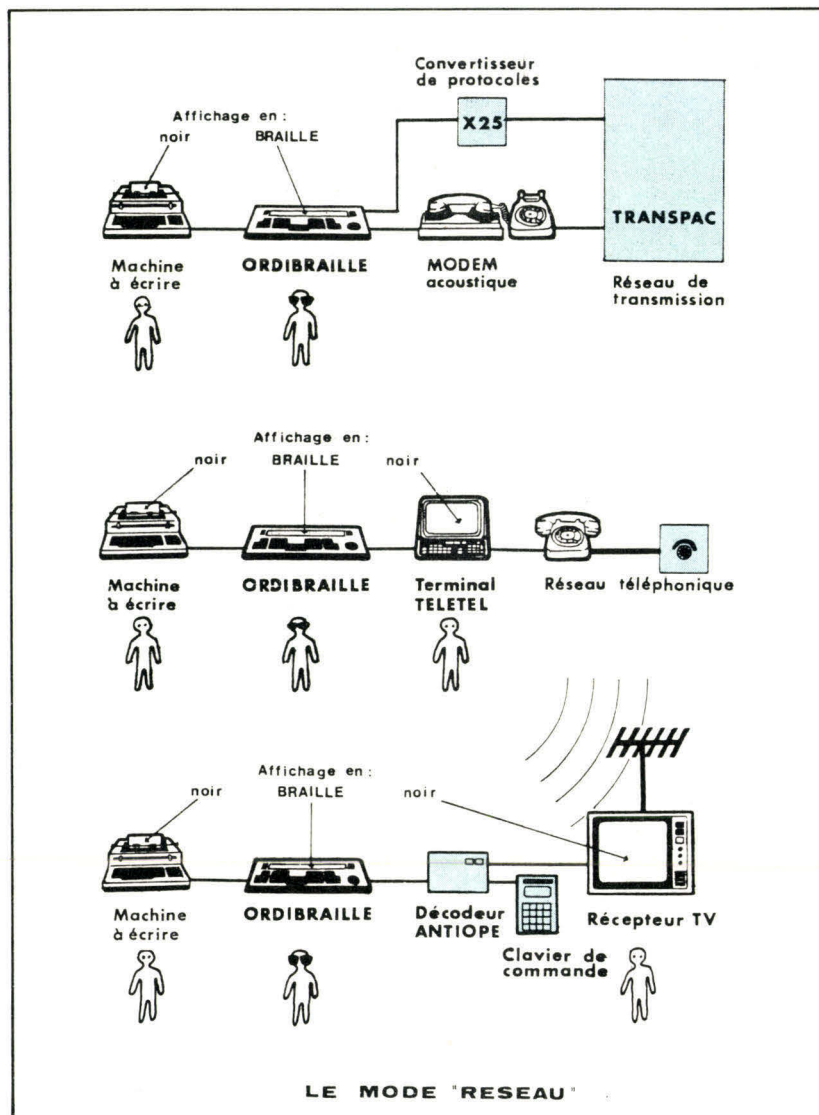 Convertisseur
de protocoles
X25
Affichage en :
noir
BRAILLE
TRANSPAC
Machine
à écrire
ORDIBRAILLE
MODEM
acoustique
Réseau de
transmission
Affichage en :
noir
BRAILLE
noir
Machine
à écrire
ORDIBRAILLE
Terminal
TELETEL
Réseau téléphonique
Affichage en :
noir
BRAILLE
noir
Machine
à écrire
ORDIBRAILLE
Décodeur
ANTIOPE
Récepteur TV
Clavier de
commande
LE MODE "RESEAU"